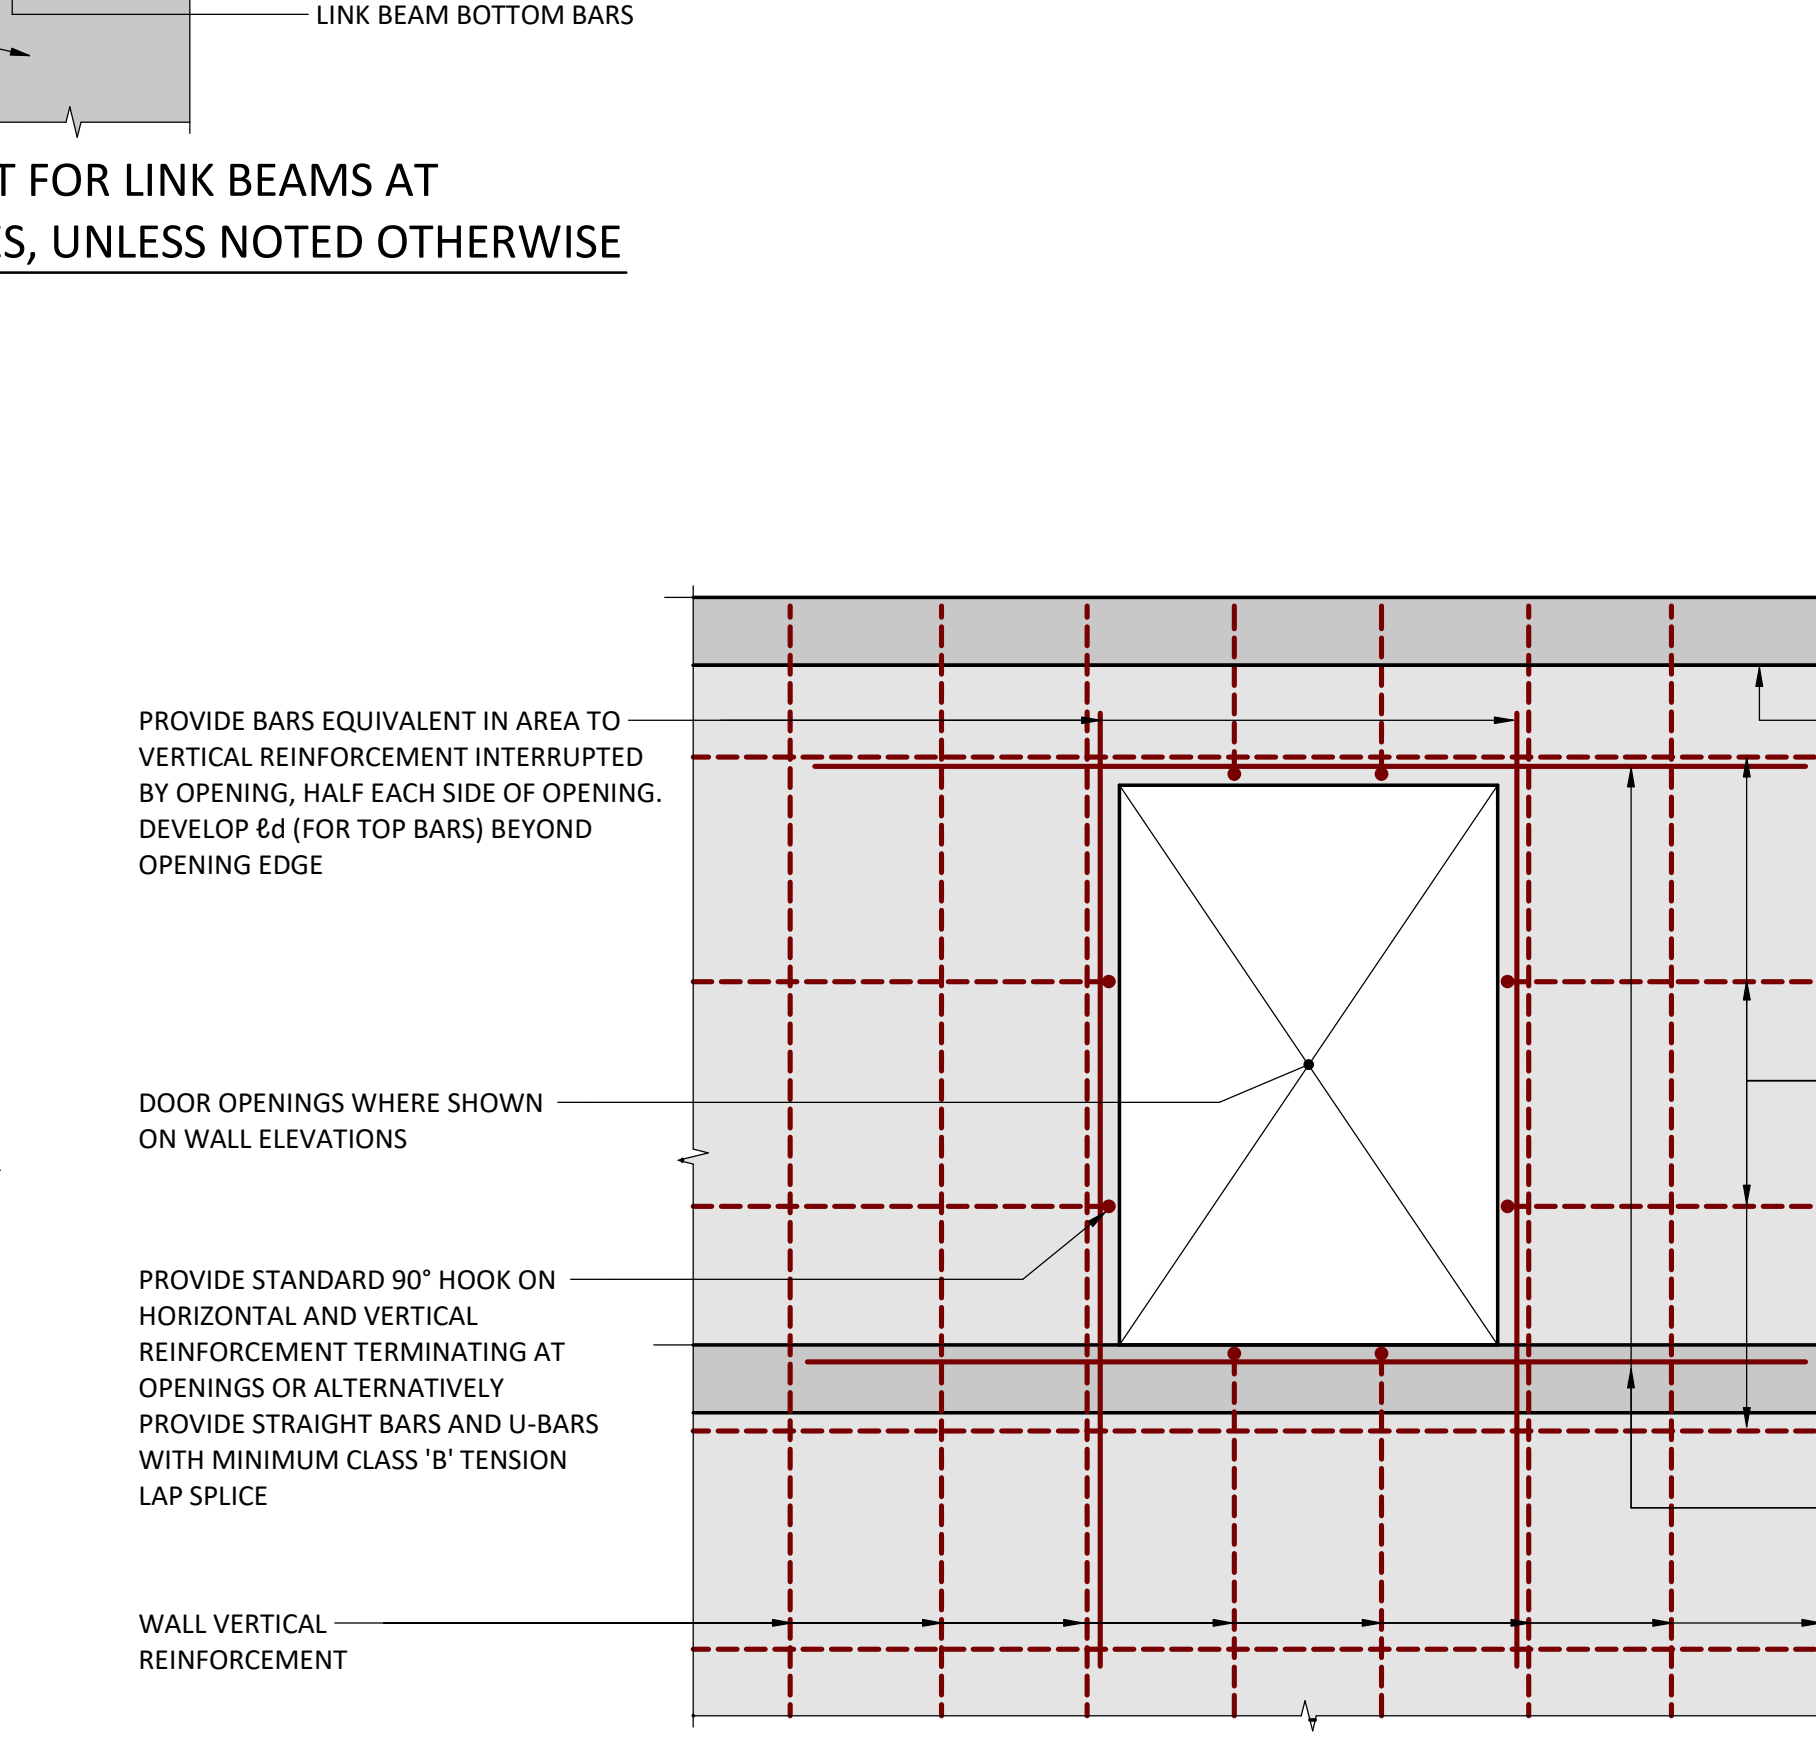 LINK BEAM BOTTOM BARS
T FOR LINK BEAMS AT
S, UNLESS NOTED OTHERWISE
PROVIDE BARS EQUIVALENT IN AREA TO
VERTICAL REINFORCEMENT INTERRUPTED
BY OPENING, HALF EACH SIDE OF OPENING.
DEVELOP ℓd (FOR TOP BARS) BEYOND
OPENING EDGE
DOOR OPENINGS WHERE SHOWN
ON WALL ELEVATIONS
PROVIDE STANDARD 90° HOOK ON
HORIZONTAL AND VERTICAL
REINFORCEMENT TERMINATING AT
OPENINGS OR ALTERNATIVELY
PROVIDE STRAIGHT BARS AND U-BARS
WITH MINIMUM CLASS 'B' TENSION
LAP SPLICE
WALL VERTICAL
REINFORCEMENT